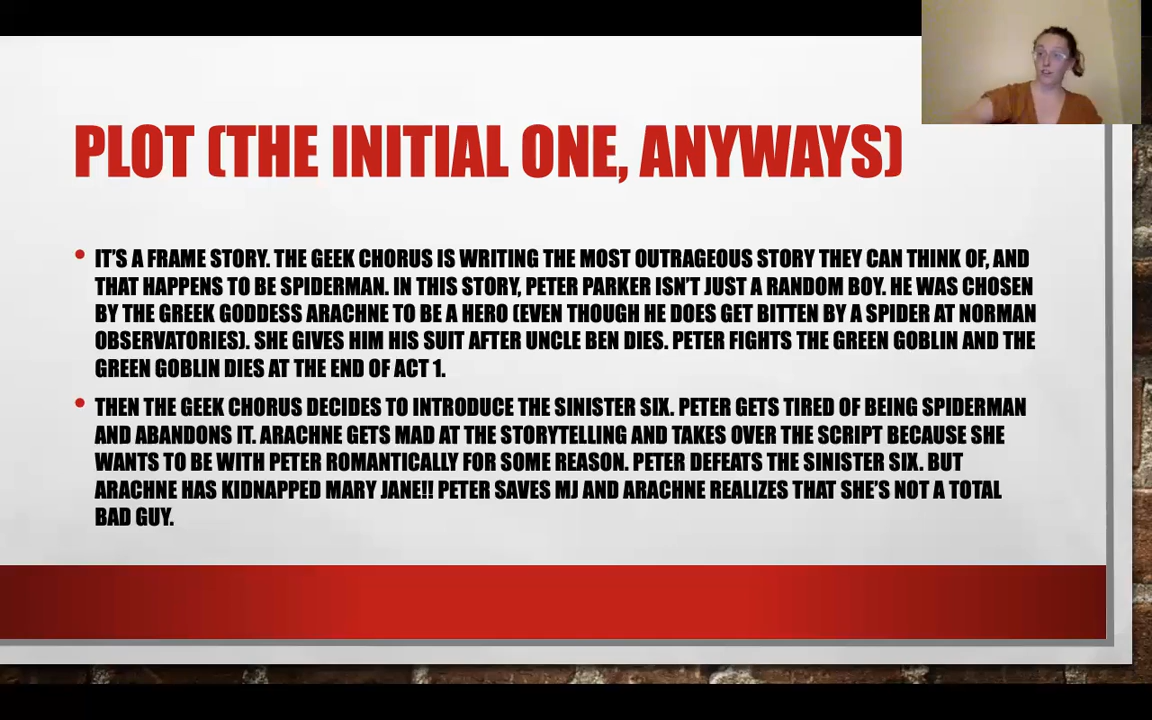 PLOT (THE INITIAL ONE, ANYWAYS)
• IT'S A FRAME STORY. THE GEEK CHORUS IS WRITING THE MOST OUTRAGEOUS STORY THEY CAN THINK OF, AND
THAT HAPPENS TO BE SPIDERMAN. IN THIS STORY, PETER PARKER ISN'T JUST A RANDOM BOY. HE WAS CHOSEN
BY THE GREEK GODDESS ARACHNE TO BE A HERO (EVEN THOUGH HE DOES GET BITTEN BY A SPIDER AT NORMAN
OBSERVATORIES). SHE GIVES HIM HIS SUIT AFTER UNCLE BEN DIES. PETER FIGHTS THE GREEN GOBLIN AND THE
GREEN GOBLIN DIES AT THE END OF ACT 1.
• THEN THE GEEK CHORUS DECIDES TO INTRODUCE THE SINISTER SIX. PETER GETS TIRED OF BEING SPIDERMAN
AND ABANDONS IT. ARACHNE GETS MAD AT THE STORYTELLING AND TAKES OVER THE SCRIPT BECAUSE SHE
WANTS TO BE WITH PETER ROMANTICALLY FOR SOME REASON. PETER DEFEATS THE SINISTER SIX. BUT
ARACHNE HAS KIDNAPPED MARY JANE!! PETER SAVES MJ AND ARACHNE REALIZES THAT SHE'S NOT A TOTAL
BAD GUY.